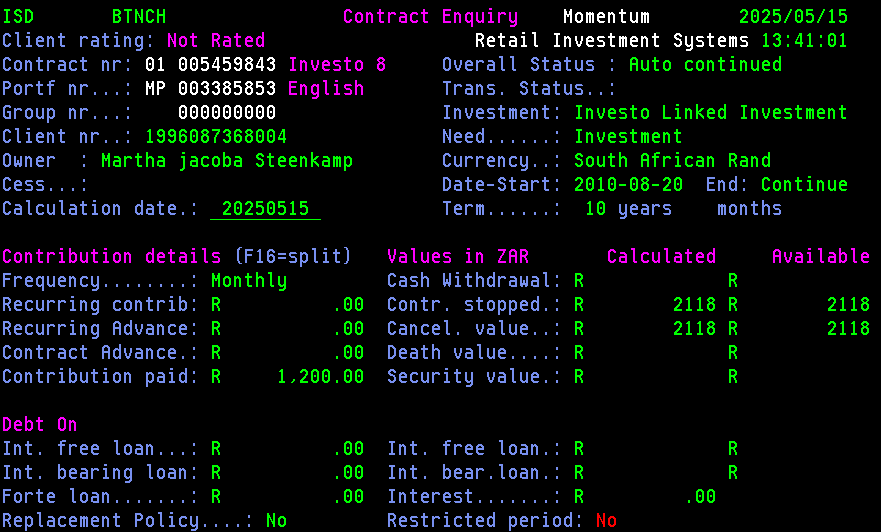 ISD BTNCH Contract Enquiry Momentum 2025/05/15
Client rating: Not Rated Retail Investment Systems 13:41:01
Contract nr: 01 005459843 Investo 8 Overall Status : Auto continued
Portf nr...: MP 003385853 English Trans. Status..:
Group nr...: 000000000 Investment: Investo Linked Investment
Client nr..: 1996087368004 Need......: Investment
Owner : Martha jacoba Steenkamp Currency..: South African Rand
Cess...: Date-Start: 2010-08-20 End: Continue
Calculation date.: 20250515 Term......: 10 years months
Contribution details (F16=split) Values in ZAR Calculated Available
Frequency........: Monthly Cash Withdrawal: R R
Recurring contrib: R .00 Contr. stopped.: R 2118 R 2118
Recurring Advance: R .00 Cancel. value..: R 2118 R 2118
Contract Advance.: R .00 Death value....: R R
Contribution paid: R 1,200.00 Security value.: R R
Debt On
Int. free loan...: R .00 Int. free loan.: R R
Int. bearing loan: R .00 Int. bear.loan.: R R
Forte loan.......: R .00 Interest.......: R .00
Replacement Policy....: No Restricted period: No